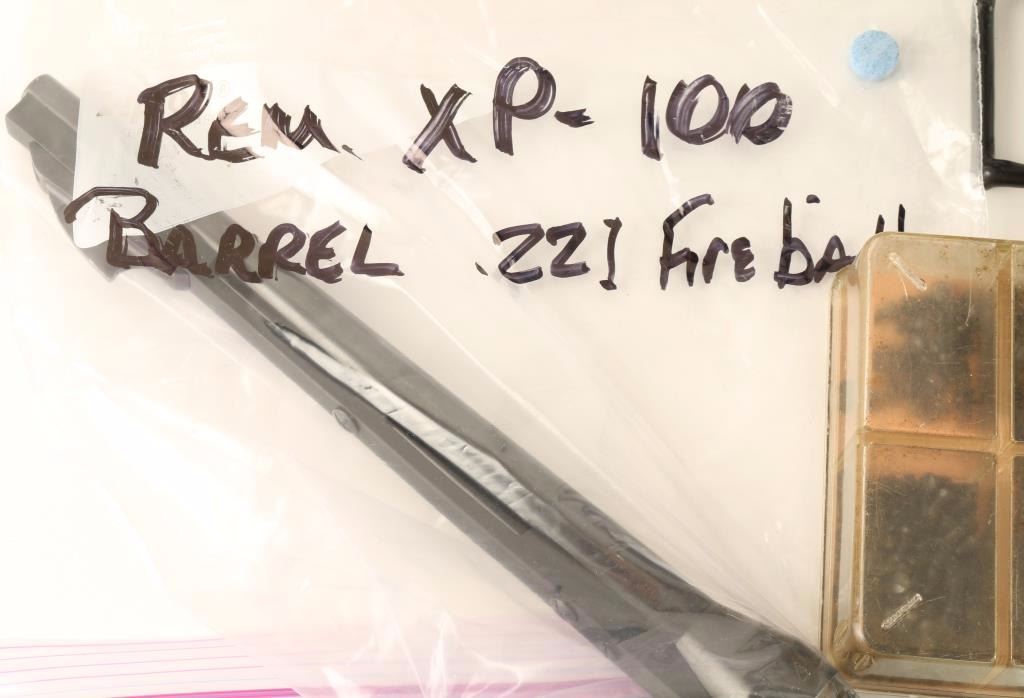 Rem. XP-100
BARREL .221 Fireball